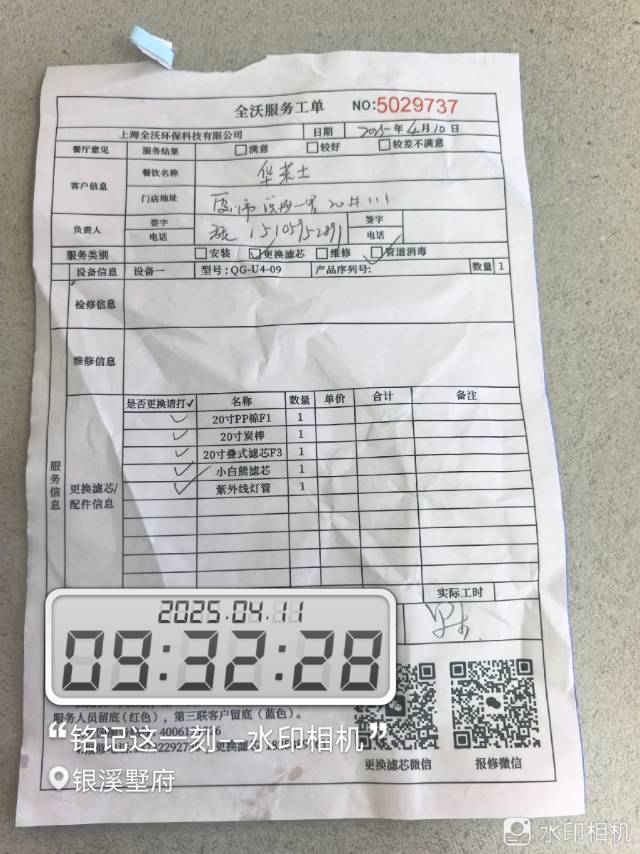 全沃服务工单 NO:5029737
上海全沃环保科技有限公司 日期 2025年4月10日
餐厅意见 服务结果 满意 较好 较差不满意
客户信息 餐饮名称 华莱士
门店地址
负责人 签字 签字
电话 15105952891 电话
服务类别 安装 更换滤芯 维修 管道消毒
设备信息 设备一 型号:QG-U4-09 产品序列号: 数量 1
检修信息
维修信息
服务信息
更换滤芯/配件信息
是否更换请打✓ 名称 数量 单价 合计 备注
✓ 20寸PP棉F1 1
✓ 20寸炭棒 1
✓ 20寸叠式滤芯F3 1
✓ 小白熊滤芯 1
✓ 紫外线灯管 1
实际工时
2025.04.11
09:32:28
服务人员留底(红色),第三联客户留底(蓝色)。
“铭记这一刻—水印相机”
更换滤芯微信 报修微信
银溪墅府
水印相机